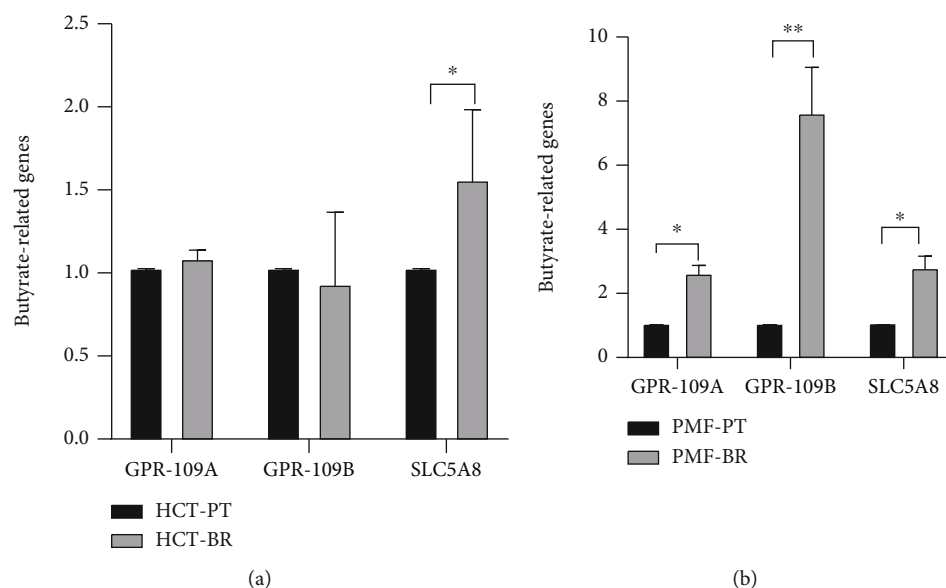 Butyrate-related genes
2.5
2.0
1.5
1.0
0.5
0.0
*
GPR-109A GPR-109B SLC5A8
HCT-PT
HCT-BR
(a)
Butyrate-related genes
10
8
6
4
2
0
* ** *
GPR-109A GPR-109B SLC5A8
PMF-PT
PMF-BR
(b)